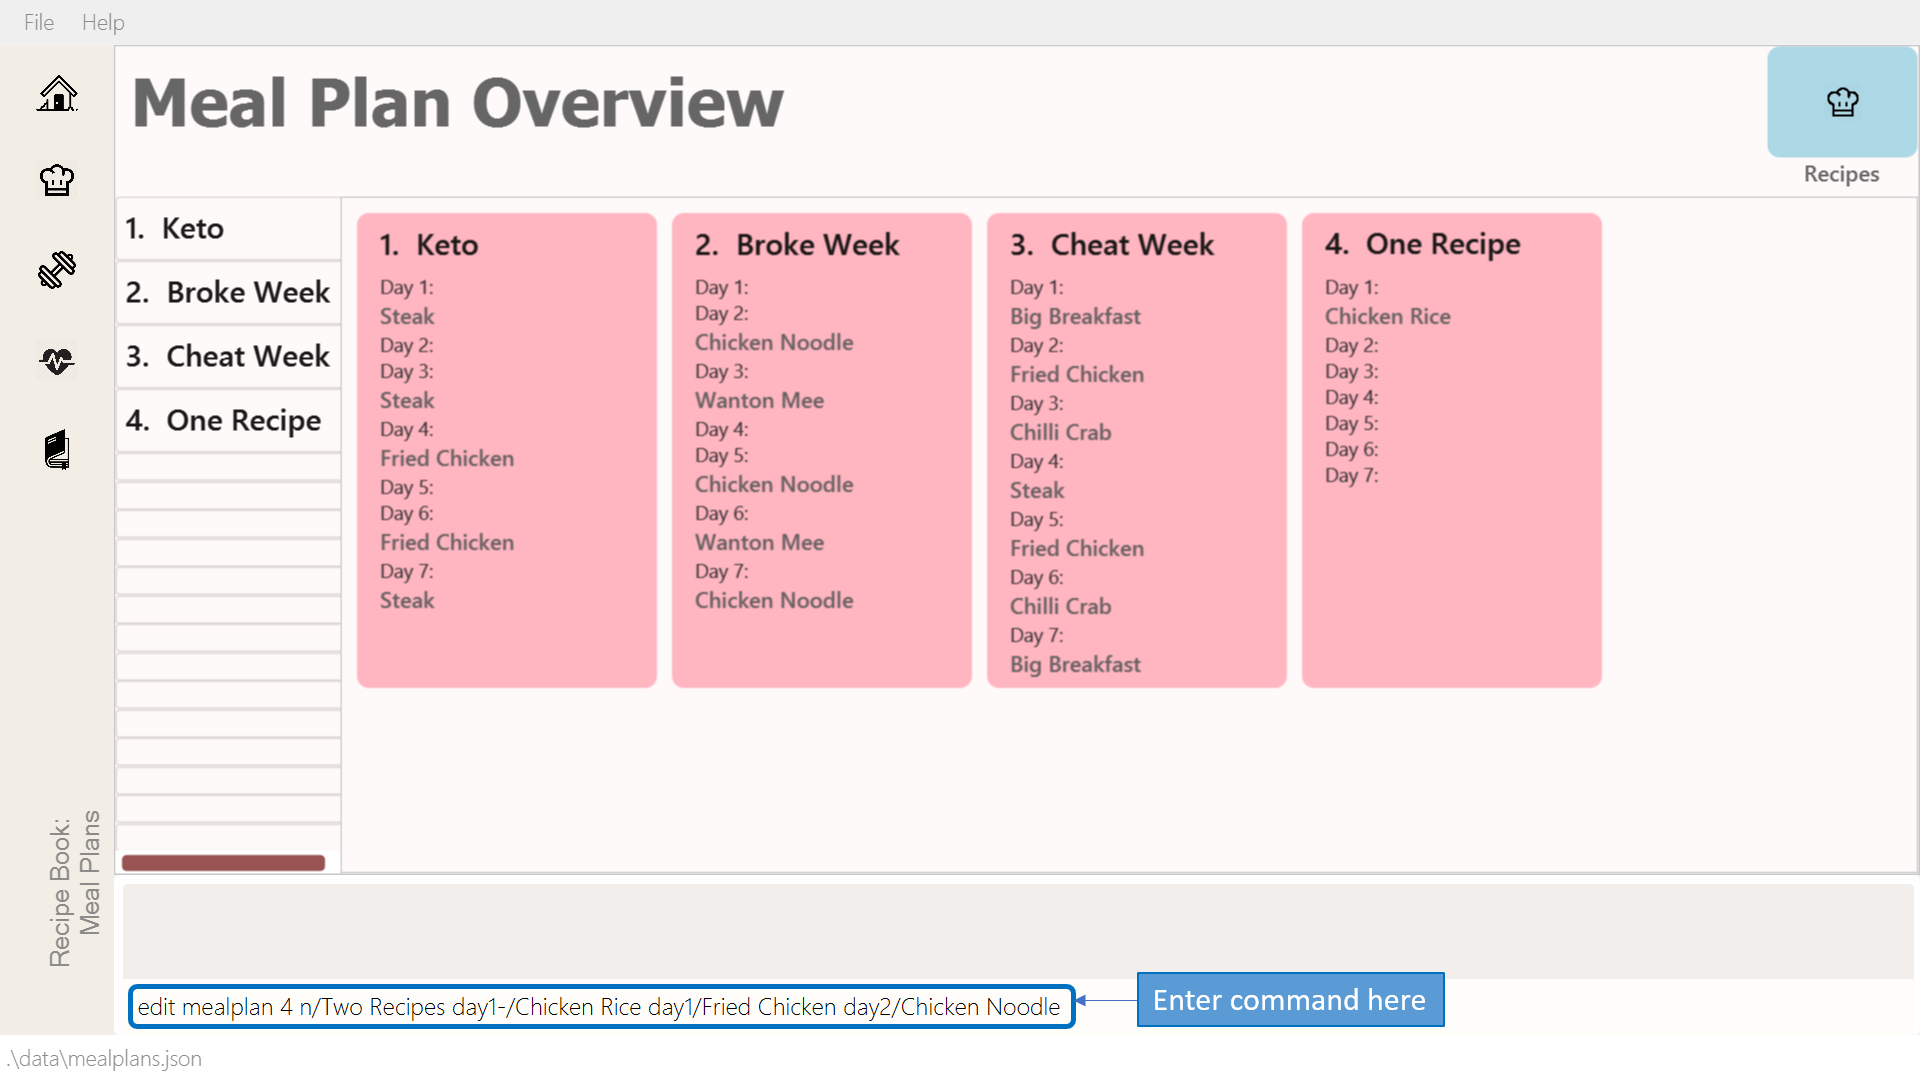 File Help
Meal Plan Overview
Recipes
1. Keto
2. Broke Week
3. Cheat Week
4. One Recipe
1. Keto
Day 1:
Steak
Day 2:
Day 3:
Steak
Day 4:
Fried Chicken
Day 5:
Day 6:
Fried Chicken
Day 7:
Steak
2. Broke Week
Day 1:
Day 2:
Chicken Noodle
Day 3:
Wanton Mee
Day 4:
Day 5:
Chicken Noodle
Day 6:
Wanton Mee
Day 7:
Chicken Noodle
3. Cheat Week
Day 1:
Big Breakfast
Day 2:
Fried Chicken
Day 3:
Chilli Crab
Day 4:
Steak
Day 5:
Fried Chicken
Day 6:
Chilli Crab
Day 7:
Big Breakfast
4. One Recipe
Day 1:
Chicken Rice
Day 2:
Day 3:
Day 4:
Day 5:
Day 6:
Day 7:
Recipe Book:
Meal Plans
edit mealplan 4 n/Two Recipes day1-/Chicken Rice day1/Fried Chicken day2/Chicken Noodle
Enter command here
.\data\mealplans.json